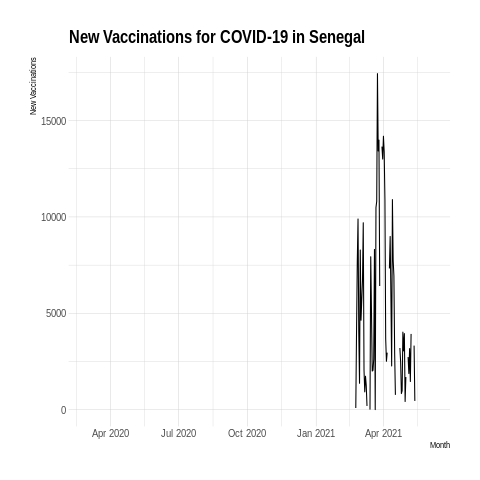 New Vaccinations for COVID-19 in Senegal
New Vaccinations
15000
10000
5000
0
Apr 2020
Jul 2020
Oct 2020
Jan 2021
Apr 2021
Month